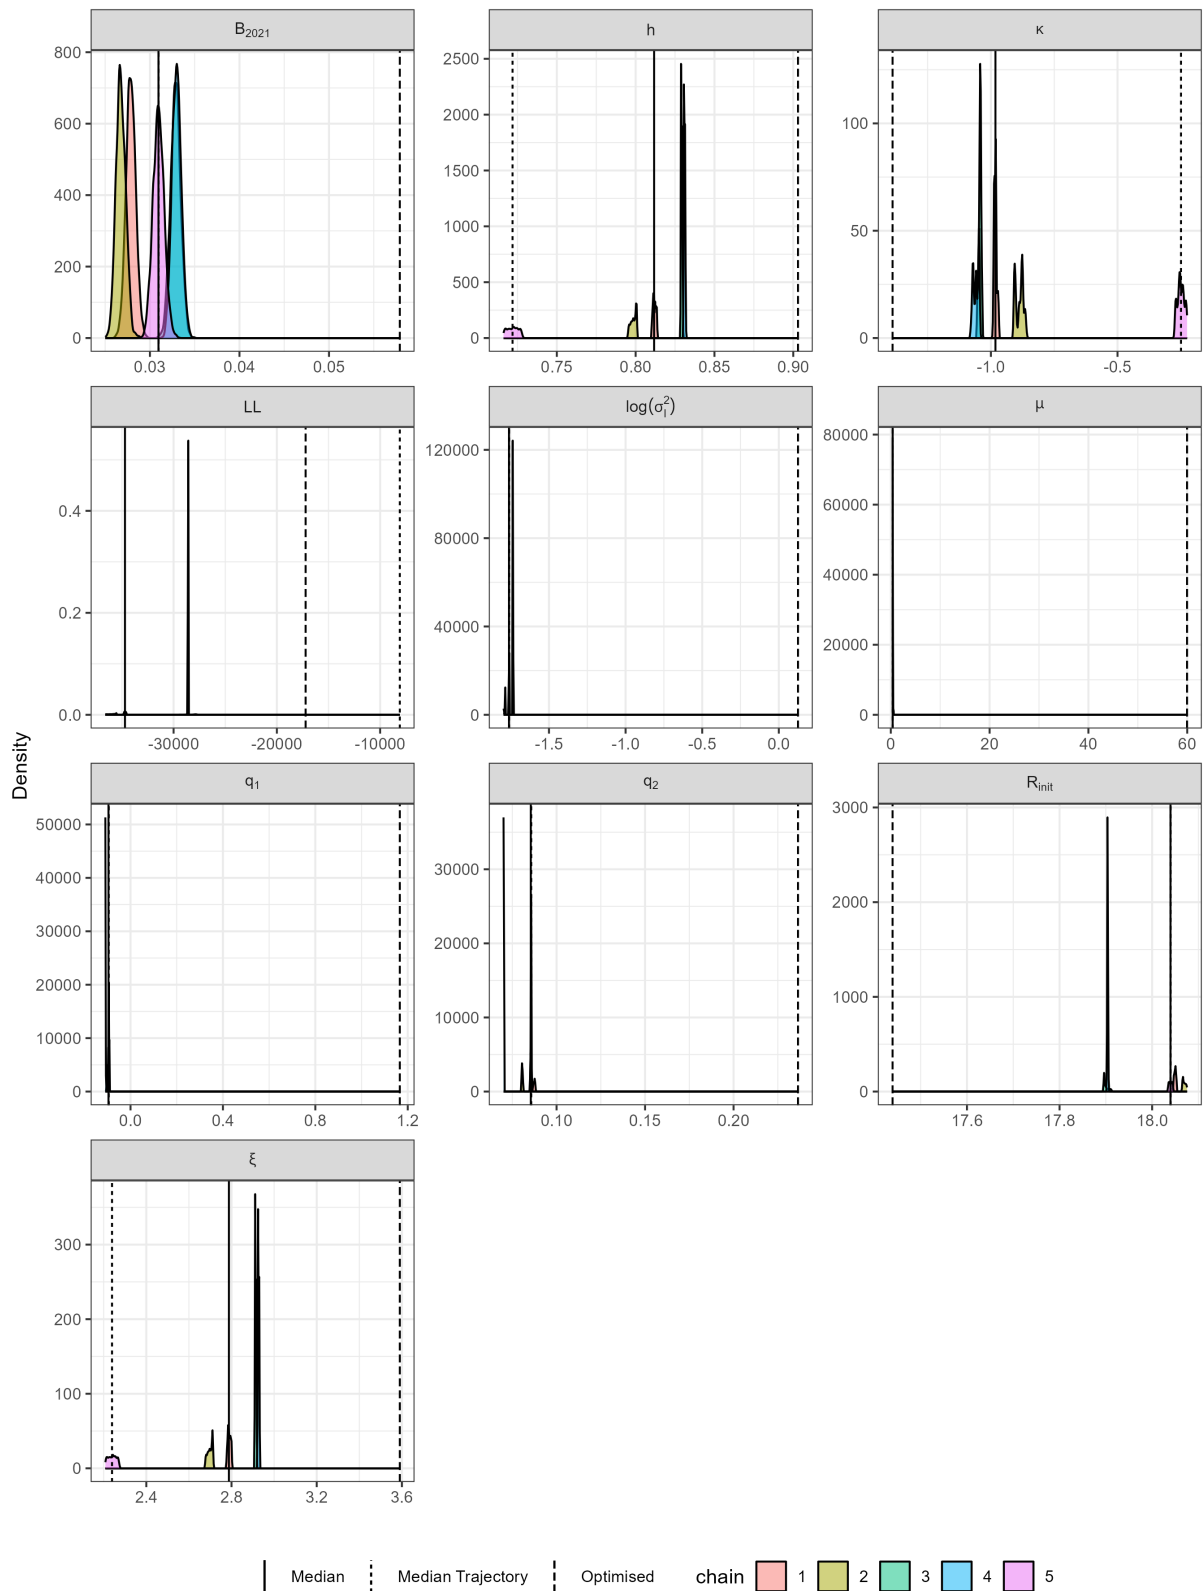 B2021
h
κ
800
600
400
200
0
0.03 0.04 0.05
2500
2000
1500
1000
500
0
0.75 0.80 0.85 0.90
100
50
0
-1.0 -0.5
LL
log(σI2)
μ
0.4
0.2
0.0
-30000 -20000 -10000
120000
80000
40000
0
-1.5 -1.0 -0.5 0.0
80000
60000
40000
20000
0
0 20 40 60
Density
q1
q2
Rinit
50000
40000
30000
20000
10000
0
0.0 0.4 0.8 1.2
30000
20000
10000
0
0.10 0.15 0.20
3000
2000
1000
0
17.6 17.8 18.0
ξ
300
200
100
0
2.4 2.8 3.2 3.6
Median Median Trajectory Optimised chain 1 2 3 4 5